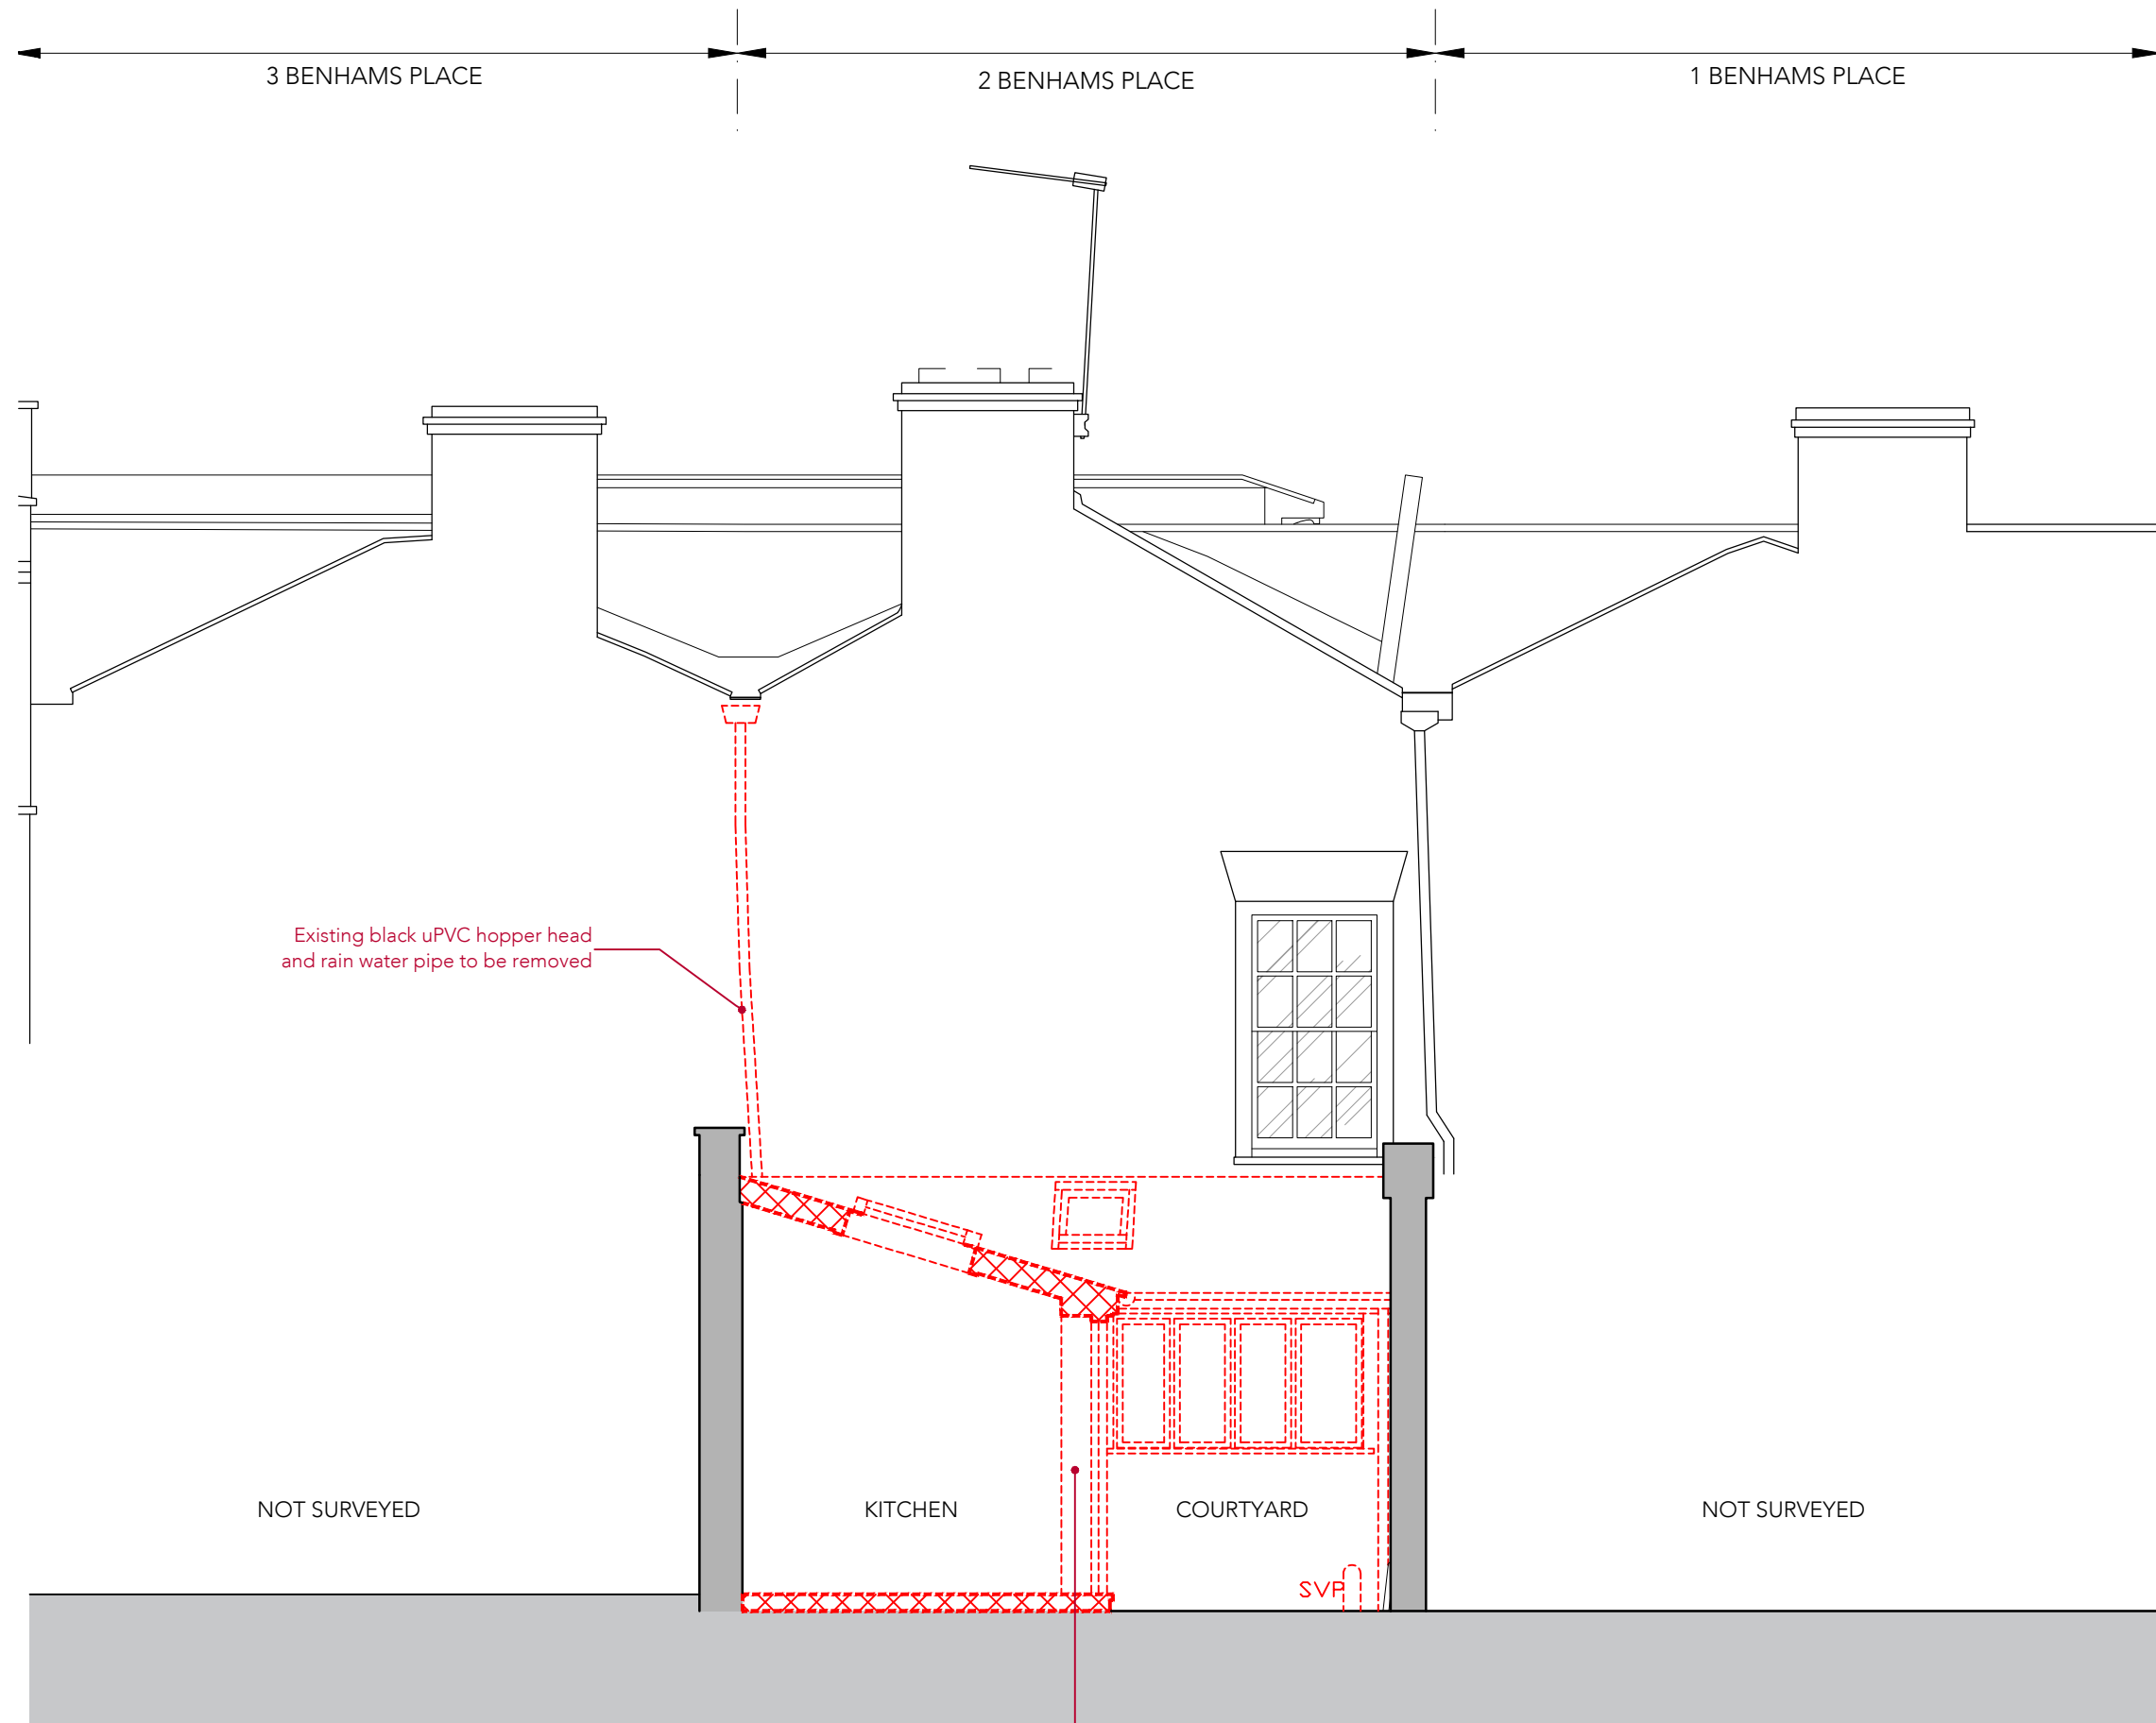 3 BENHAMS PLACE
2 BENHAMS PLACE
1 BENHAMS PLACE
Existing black uPVC hopper head
and rain water pipe to be removed
NOT SURVEYED
KITCHEN
COURTYARD
NOT SURVEYED
SVP